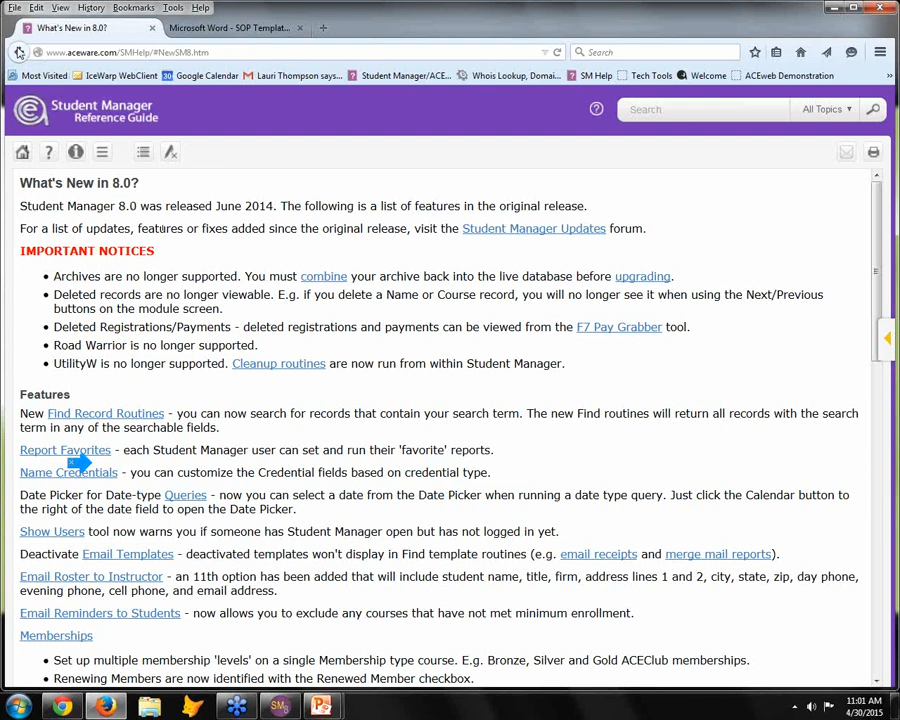 File Edit View History Bookmarks Tools Help
What's New in 8.0? × Microsoft Word - SOP Templat... × +
www.aceware.com/SMHelp/#NewSM8.htm Search
Most Visited IceWarp WebClient 30 Google Calendar Lauri Thompson says... Student Manager/ACE... Whois Lookup, Domai... SM Help Tech Tools Welcome ACEweb Demonstration »
Student Manager
Reference Guide
Search All Topics
What's New in 8.0?
Student Manager 8.0 was released June 2014. The following is a list of features in the original release.
For a list of updates, features or fixes added since the original release, visit the Student Manager Updates forum.
IMPORTANT NOTICES
• Archives are no longer supported. You must combine your archive back into the live database before upgrading.
• Deleted records are no longer viewable. E.g. if you delete a Name or Course record, you will no longer see it when using the Next/Previous
buttons on the module screen.
• Deleted Registrations/Payments - deleted registrations and payments can be viewed from the F7 Pay Grabber tool.
• Road Warrior is no longer supported.
• UtilityW is no longer supported. Cleanup routines are now run from within Student Manager.
Features
New Find Record Routines - you can now search for records that contain your search term. The new Find routines will return all records with the search
term in any of the searchable fields.
Report Favorites - each Student Manager user can set and run their 'favorite' reports.
Name Credentials - you can customize the Credential fields based on credential type.
Date Picker for Date-type Queries - now you can select a date from the Date Picker when running a date type query. Just click the Calendar button to
the right of the date field to open the Date Picker.
Show Users tool now warns you if someone has Student Manager open but has not logged in yet.
Deactivate Email Templates - deactivated templates won't display in Find template routines (e.g. email receipts and merge mail reports).
Email Roster to Instructor - an 11th option has been added that will include student name, title, firm, address lines 1 and 2, city, state, zip, day phone,
evening phone, cell phone, and email address.
Email Reminders to Students - now allows you to exclude any courses that have not met minimum enrollment.
Memberships
• Set up multiple membership 'levels' on a single Membership type course. E.g. Bronze, Silver and Gold ACEClub memberships.
• Renewing Members are now identified with the Renewed Member checkbox.
11:01 AM
4/30/2015